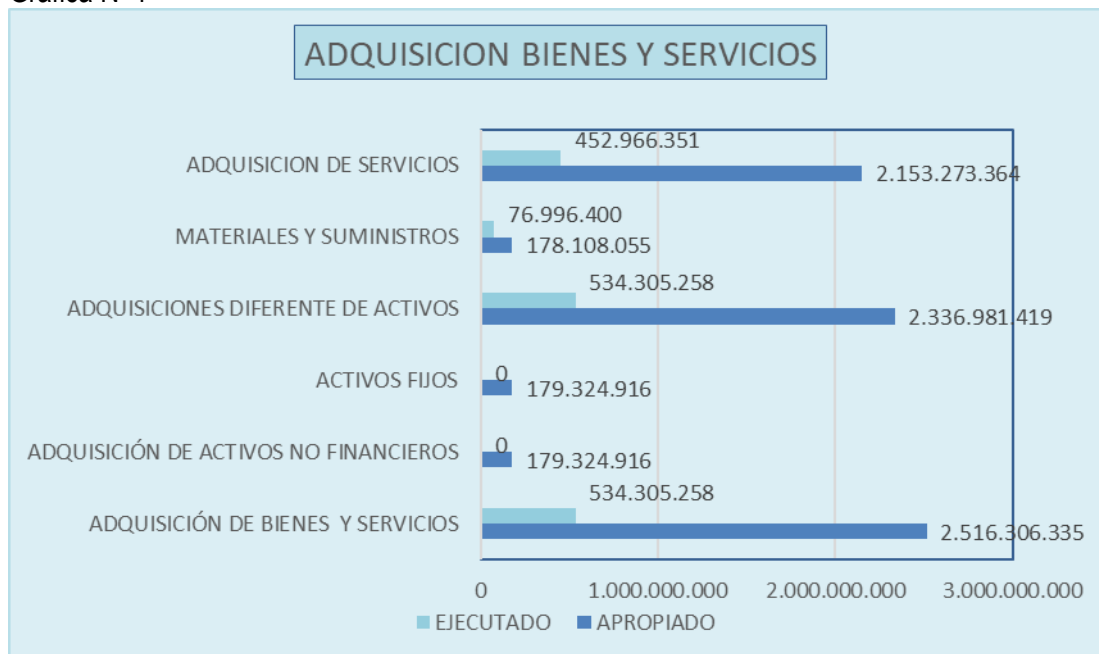 ADQUISICION BIENES Y SERVICIOS
ADQUISICION DE SERVICIOS
452.966.351
2.153.273.364
MATERIALES Y SUMINISTROS
76.996.400
178.108.055
ADQUISICIONES DIFERENTE DE ACTIVOS
534.305.258
2.336.981.419
ACTIVOS FIJOS
0
179.324.916
ADQUISICIÓN DE ACTIVOS NO FINANCIEROS
0
179.324.916
ADQUISICIÓN DE BIENES Y SERVICIOS
534.305.258
2.516.306.335
0 1.000.000.000 2.000.000.000 3.000.000.000
EJECUTADO APROPIADO